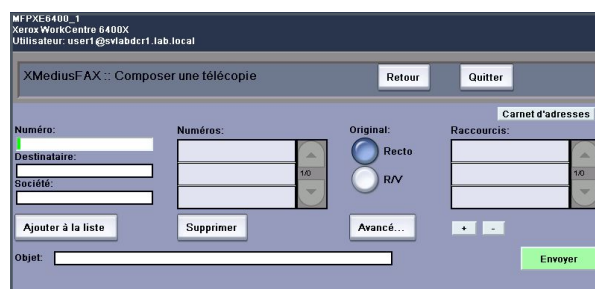 MFPXE6400_1
Xerox WorkCentre 6400X
Utilisateur: user1@svlabdcr1.lab.local
XMediusFAX :: Composer une télécopie
Retour
Quitter
Carnet d'adresses
Numéro:
Numéros:
Original:
Raccourcis:
Recto
Destinataire:
1/0
1/0
R/V
Société:
Ajouter à la liste
Supprimer
Avancé...
+
-
Objet:
Envoyer